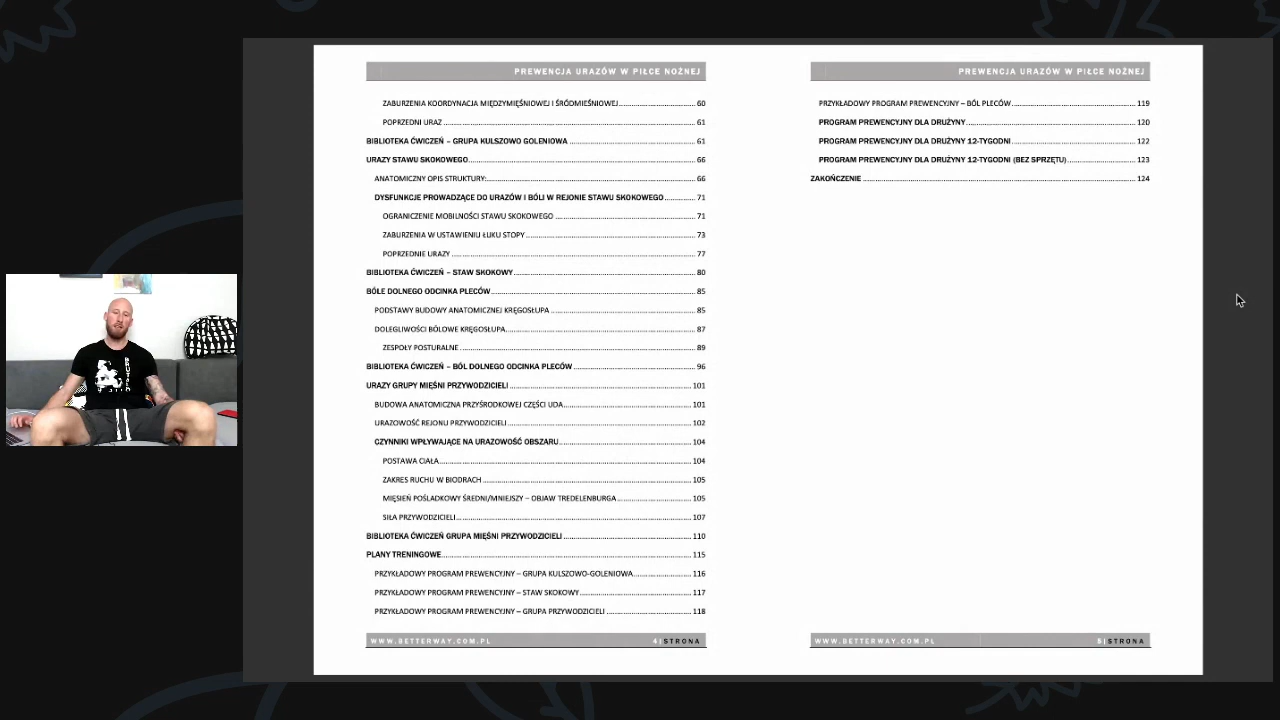 PREWENCJA URAZÓW W PIŁCE NOŻNEJ
ZABURZENIA KOORDYNACJA MIĘDZYMIĘŚNIOWEJ I ŚRÓDMIEŚNIOWEJ 60
POPRZEDNI URAZ 61
BIBLIOTEKA ĆWICZEŃ – GRUPA KULSZOWO GOLENIOWA 61
URAZY STAWU SKOKOWEGO 66
ANATOMICZNY OPIS STRUKTURY: 66
DYSFUNKCJE PROWADZĄCE DO URAZÓW I BÓLI W REJONIE STAWU SKOKOWEGO 71
OGRANICZENIE MOBILNOŚCI STAWU SKOKOWEGO 71
ZABURZENIA W USTAWIENIU ŁUKU STOPY 73
POPRZEDNIE URAZY 77
BIBLIOTEKA ĆWICZEŃ – STAW SKOKOWY 80
BÓLE DOLNEGO ODCINKA PLECÓW 85
PODSTAWY BUDOWY ANATOMICZNEJ KRĘGOSŁUPA 85
DOLEGLIWOŚCI BÓLOWE KRĘGOSŁUPA 87
ZESPOŁY POSTURALNE 89
BIBLIOTEKA ĆWICZEŃ – BÓL DOLNEGO ODCINKA PLECÓW 96
URAZY GRUPY MIĘŚNI PRZYWODZICIELI 101
BUDOWA ANATOMICZNA PRZYŚRODKOWEJ CZĘŚCI UDA 101
URAZOWOŚĆ REJONU PRZYWODZICIELI 102
CZYNNIKI WPŁYWAJĄCE NA URAZOWOŚĆ OBSZARU 104
POSTAWA CIAŁA 104
ZAKRES RUCHU W BIODRACH 105
MIĘSIEŃ POŚLADKOWY ŚREDNI/MNIEJSZY – OBJAW TREDELENBURGA 105
SIŁA PRZYWODZICIELI 107
BIBLIOTEKA ĆWICZEŃ GRUPA MIĘŚNI PRZYWODZICIELI 110
PLANY TRENINGOWE 115
PRZYKŁADOWY PROGRAM PREWENCYJNY – GRUPA KULSZOWO-GOLENIOWA 116
PRZYKŁADOWY PROGRAM PREWENCYJNY – STAW SKOKOWY 117
PRZYKŁADOWY PROGRAM PREWENCYJNY – GRUPA PRZYWODZICIELI 118
WWW.BETTERWAY.COM.PL 4|STRONA
PREWENCJA URAZÓW W PIŁCE NOŻNEJ
PRZYKŁADOWY PROGRAM PREWENCYJNY – BÓL PLECÓW 119
PROGRAM PREWENCYJNY DLA DRUŻYNY 120
PROGRAM PREWENCYJNY DLA DRUŻYNY 12-TYGODNI 122
PROGRAM PREWENCYJNY DLA DRUŻYNY 12-TYGODNI (BEZ SPRZĘTU) 123
ZAKOŃCZENIE 124
WWW.BETTERWAY.COM.PL 5|STRONA